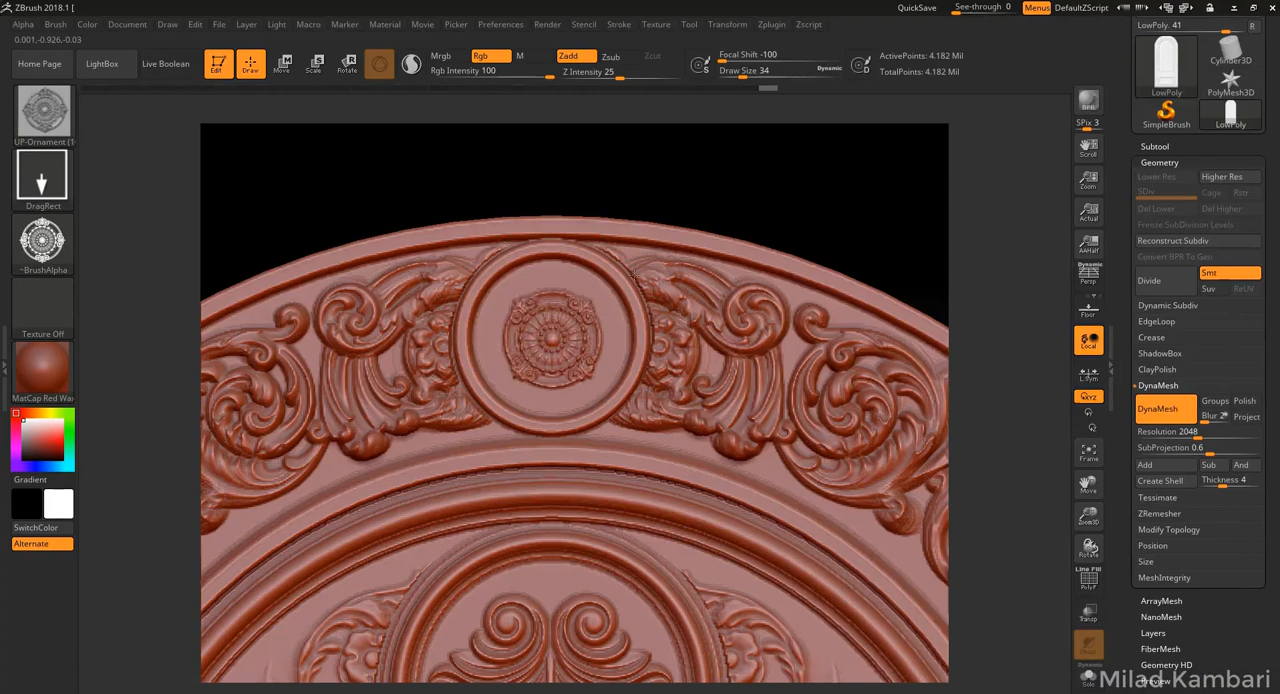 ZBrush 2018.1 [
QuickSave
See-through 0
Menus
DefaultZScript
Alpha Brush Color Document Draw Edit File Layer Light Macro Marker Material Movie Picker Preferences Render Stencil Stroke Texture Tool Transform Zplugin Zscript
0.001,-0.926,-0.03
Home Page
LightBox
Live Boolean
Edit
Draw
Move
Scale
Rotate
Mrgb
Rgb
M
Rgb Intensity 100
Zadd
Zsub
Zcut
Z Intensity 25
Focal Shift -100
Draw Size 34
Dynamic
S
D
ActivePoints: 4.182 Mil
TotalPoints: 4.182 Mil
UP-Ornament (1
DragRect
~BrushAlpha
Texture Off
MatCap Red Wax
Gradient
SwitchColor
Alternate
BPR
SPix 3
Scroll
Zoom
Actual
AAHalf
Dynamic
Persp
Floor
Local
L.Sym
XYZ
Frame
Move
Zoom3D
Rotate
Line Fill
PolyF
Transp
Ghost
Dynamic
Solo
LowPoly. 41
R
LowPoly
Cylinder3D
PolyMesh3D
SimpleBrush
LowPoly
Subtool
Geometry
Lower Res
Higher Res
SDiv
Cage
Rstr
Del Lower
Del Higher
Freeze SubDivision Levels
Reconstruct Subdiv
Convert BPR To Geo
Divide
Smt
Suv
ReUV
Dynamic Subdiv
EdgeLoop
Crease
ShadowBox
ClayPolish
DynaMesh
DynaMesh
Groups
Polish
Blur 2
Project
Resolution 2048
SubProjection 0.6
Add
Sub
And
Create Shell
Thickness 4
Tessimate
ZRemesher
Modify Topology
Position
Size
MeshIntegrity
ArrayMesh
NanoMesh
Layers
FiberMesh
Geometry HD
Preview
Milad Kambari